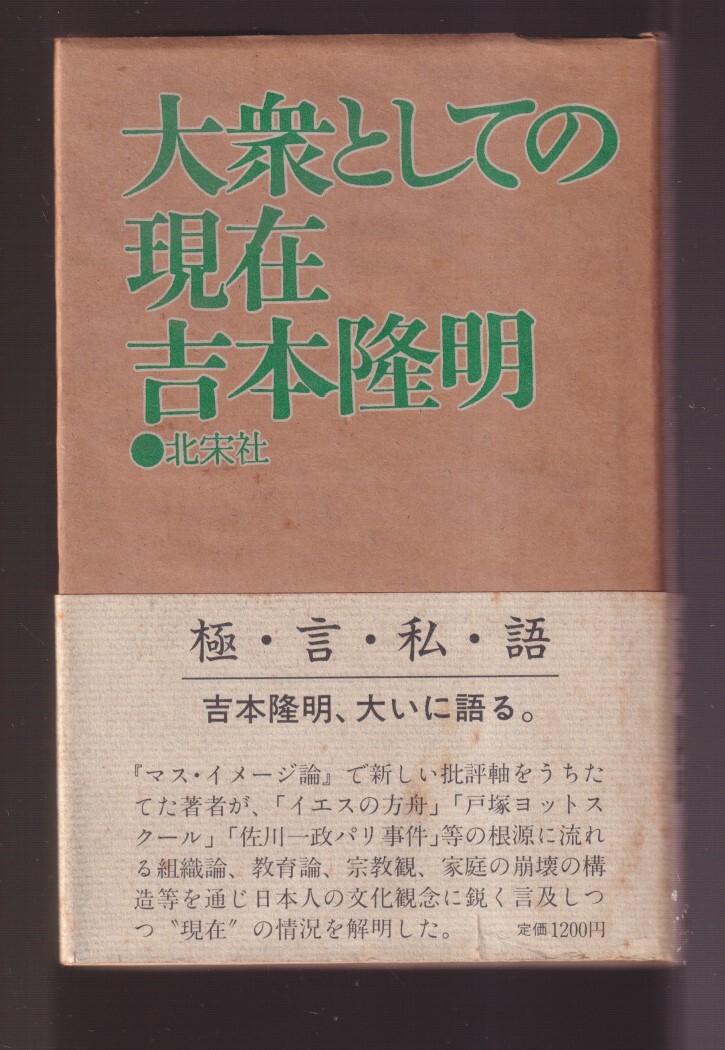 大衆としての
現在
吉本隆明
●北宋社
極・言・私・語
吉本隆明、大いに語る。
『マス・イメージ論』で新しい批評軸をうちた
てた著者が、「イエスの方舟」「戸塚ヨットス
クール」「佐川一政パリ事件」等の根源に流れ
る組織論、教育論、宗教観、家庭の崩壊の構
造等を通じ日本人の文化観念に鋭く言及しつ
つ〝現在〟の情況を解明した。
定価1200円